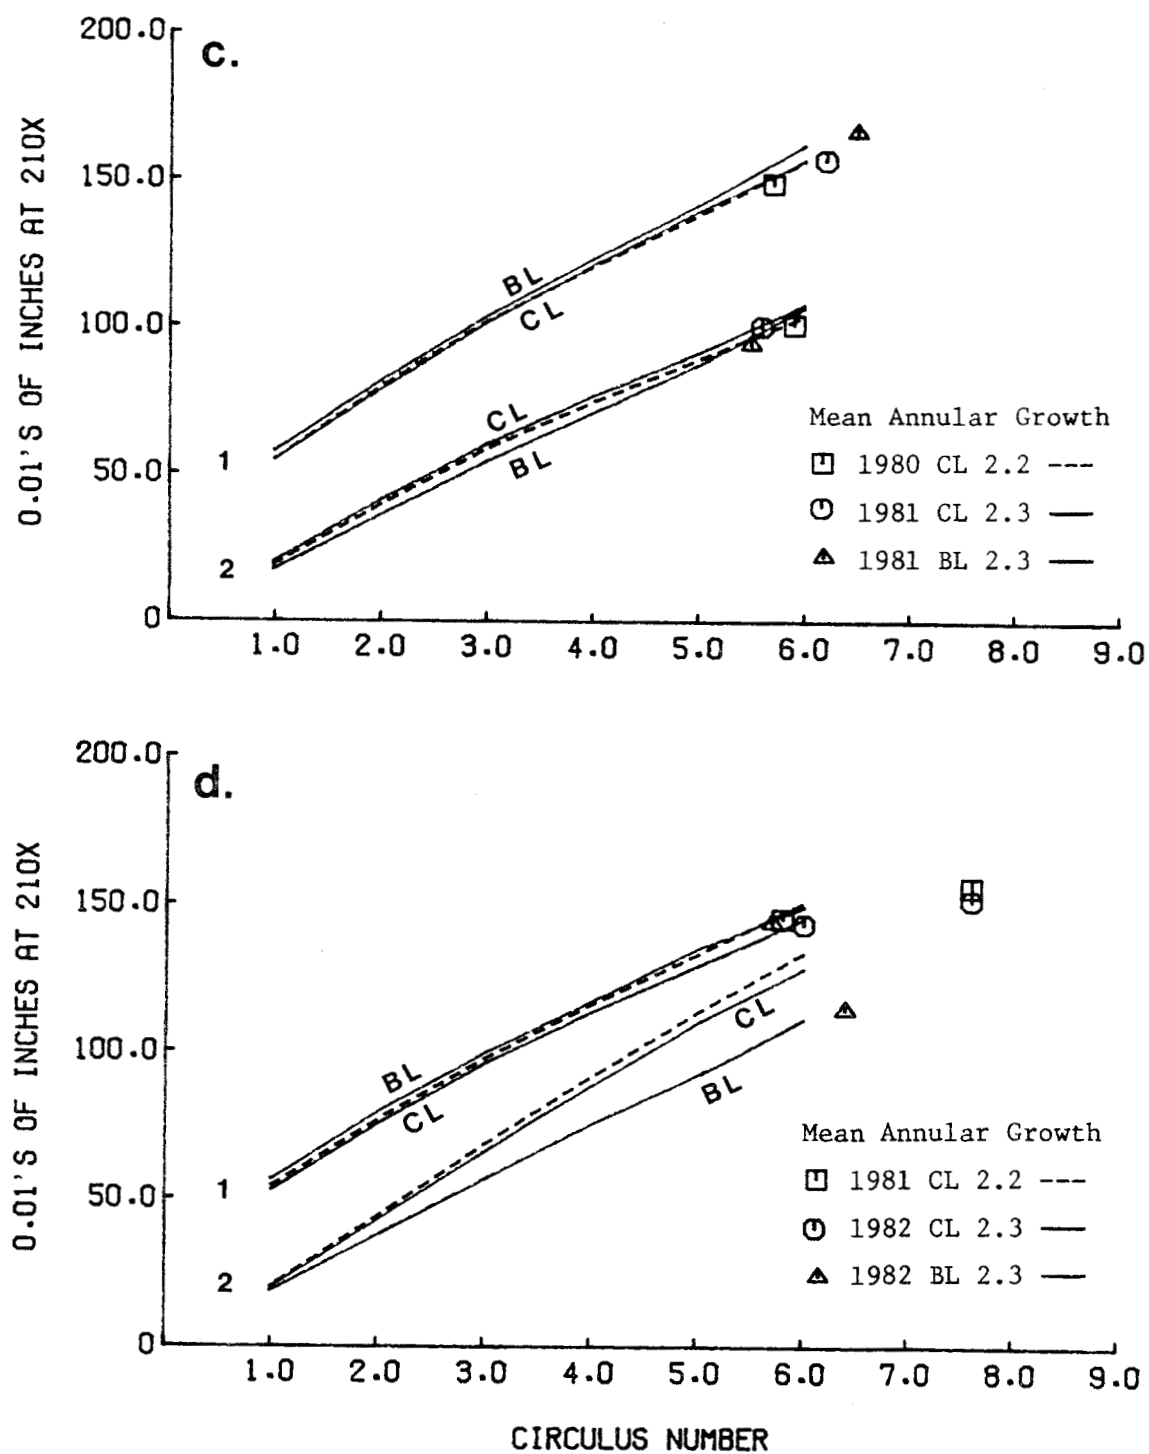 c.
0.01'S OF INCHES AT 210X
200.0
150.0
100.0
50.0
0
BL
CL
CL
BL
1
2
Mean Annular Growth
1980 CL 2.2 ---
1981 CL 2.3 —
1981 BL 2.3 —
1.0 2.0 3.0 4.0 5.0 6.0 7.0 8.0 9.0
d.
0.01'S OF INCHES AT 210X
200.0
150.0
100.0
50.0
0
BL
CL
CL
BL
1
2
Mean Annular Growth
1981 CL 2.2 ---
1982 CL 2.3 —
1982 BL 2.3 —
1.0 2.0 3.0 4.0 5.0 6.0 7.0 8.0 9.0
CIRCULUS NUMBER